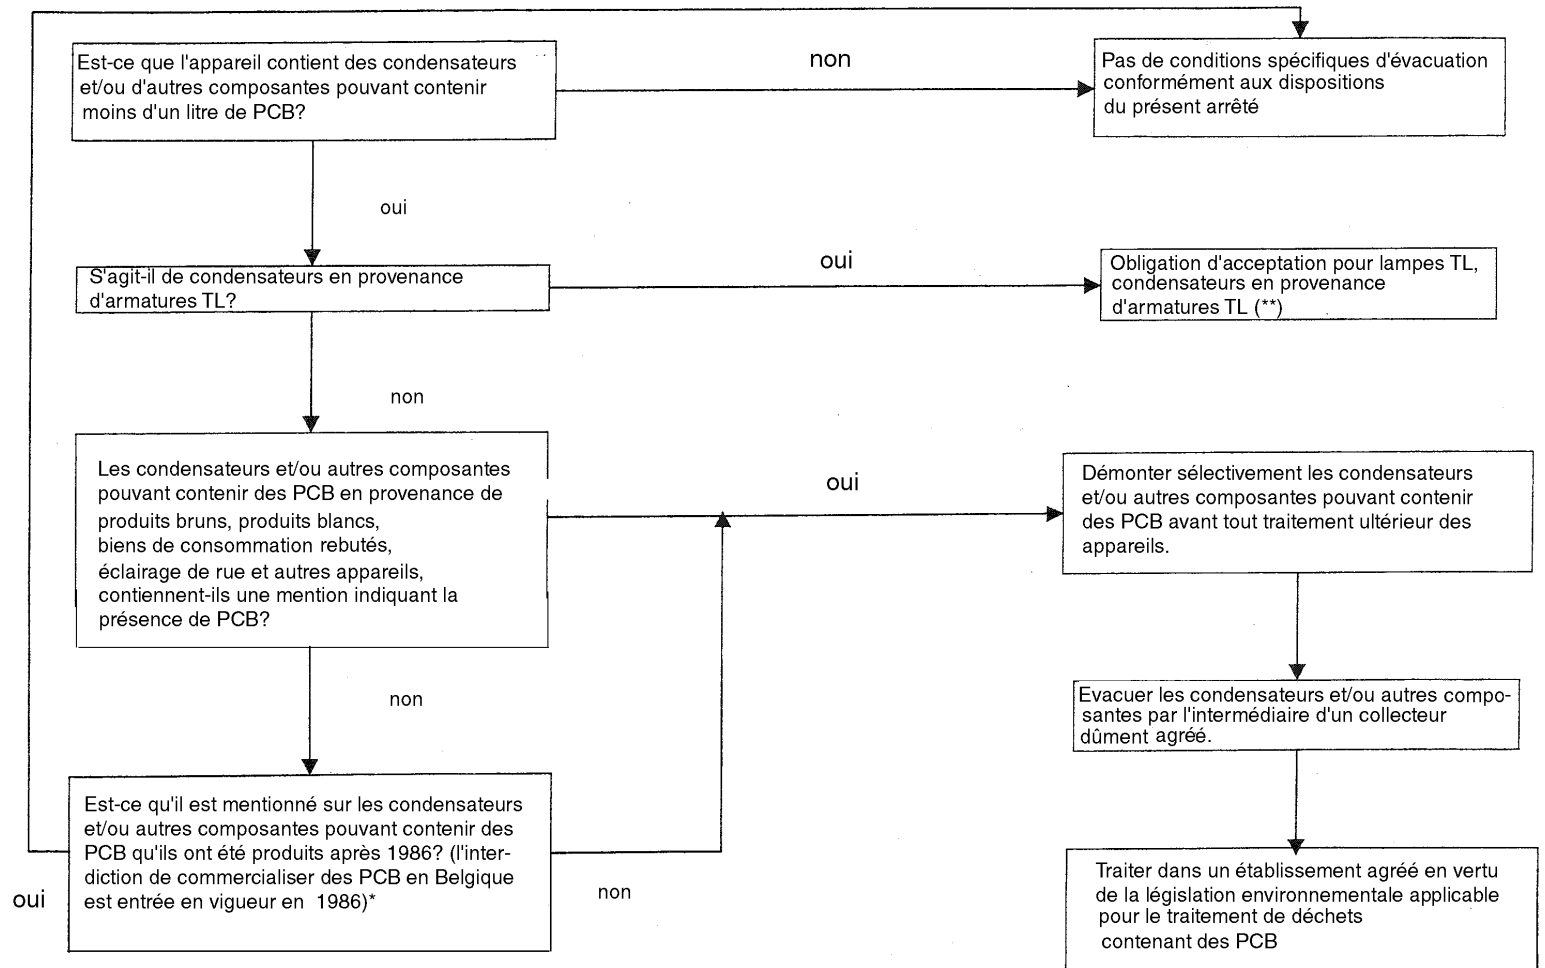 Est-ce que l'appareil contient des condensateurs
et/ou d'autres composantes pouvant contenir
moins d'un litre de PCB?
non
Pas de conditions spécifiques d'évacuation
conformément aux dispositions
du présent arrêté
oui
S'agit-il de condensateurs en provenance
d'armatures TL?
oui
Obligation d'acceptation pour lampes TL,
condensateurs en provenance
d'armatures TL (**)
non
Les condensateurs et/ou autres composantes
pouvant contenir des PCB en provenance de
produits bruns, produits blancs,
biens de consommation rebutés,
éclairage de rue et autres appareils,
contiennent-ils une mention indiquant la
présence de PCB?
oui
Démonter sélectivement les condensateurs
et/ou autres composantes pouvant contenir
des PCB avant tout traitement ultérieur des
appareils.
non
Evacuer les condensateurs et/ou autres compo-
santes par l'intermédiaire d'un collecteur
dûment agréé.
Est-ce qu'il est mentionné sur les condensateurs
et/ou autres composantes pouvant contenir des
PCB qu'ils ont été produits après 1986? (l'inter-
diction de commercialiser des PCB en Belgique
est entrée en vigueur en 1986)*
oui
non
Traiter dans un établissement agréé en vertu
de la législation environnementale applicable
pour le traitement de déchets
contenant des PCB